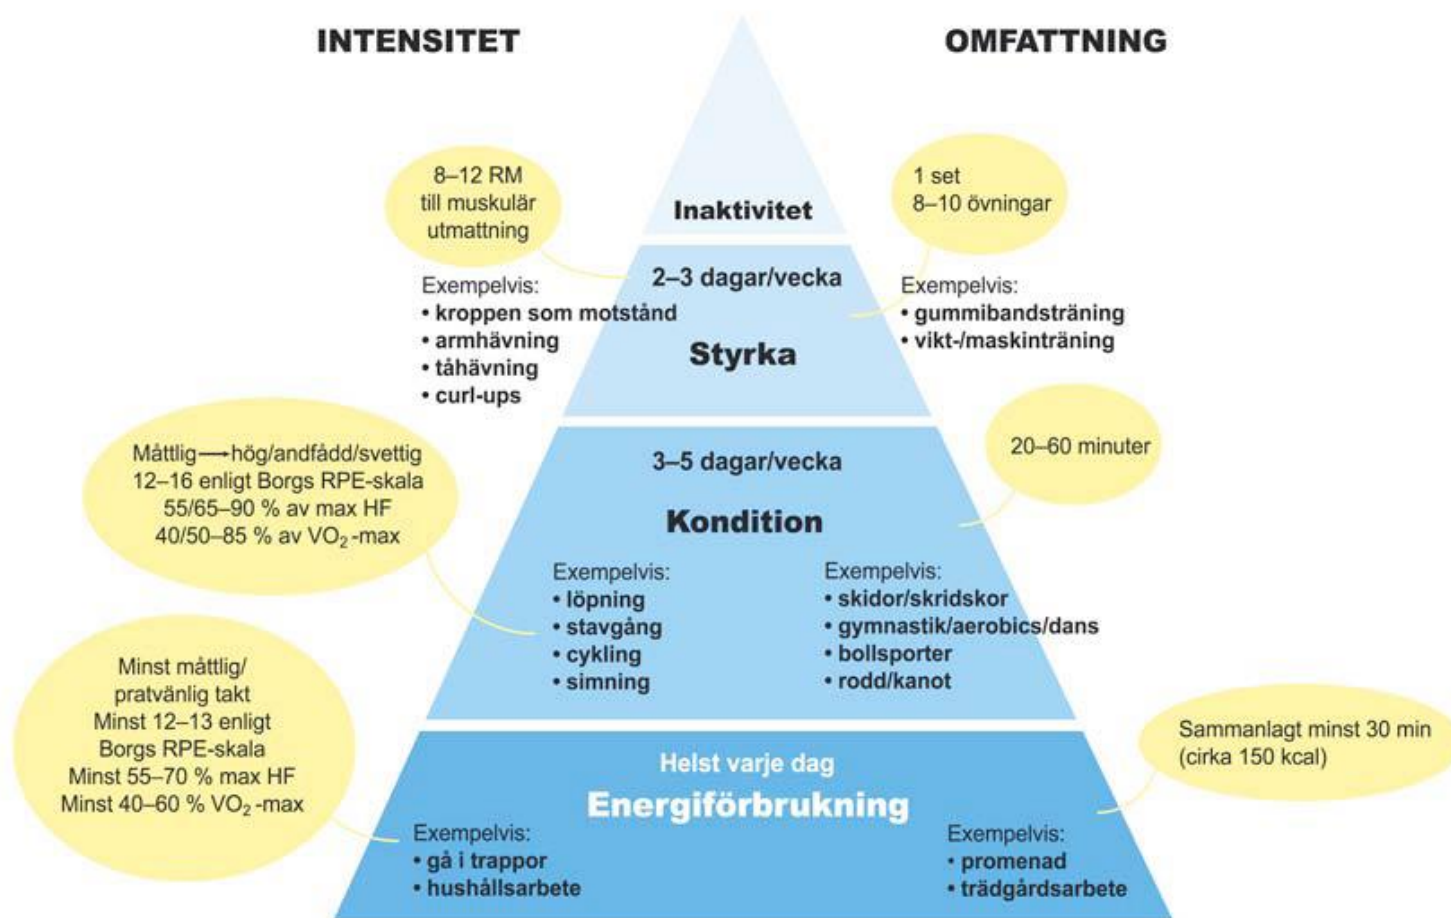 INTENSITET
OMFATTNING
8–12 RM
till muskulär
utmattning
1 set
8–10 övningar
Inaktivitet
2–3 dagar/vecka
Styrka
Exempelvis:
• kroppen som motstånd
• armhävning
• tåhävning
• curl-ups
Exempelvis:
• gummibandsträning
• vikt-/maskinträning
Måttlig→hög/andfådd/svettig
12–16 enligt Borgs RPE-skala
55/65–90 % av max HF
40/50–85 % av VO₂-max
3–5 dagar/vecka
Kondition
20–60 minuter
Exempelvis:
• löpning
• stavgång
• cykling
• simning
Exempelvis:
• skidor/skridskor
• gymnastik/aerobics/dans
• bollsporter
• rodd/kanot
Minst måttlig/
pratvänlig takt
Minst 12–13 enligt
Borgs RPE-skala
Minst 55–70 % max HF
Minst 40–60 % VO₂-max
Helst varje dag
Energiförbrukning
Sammanlagt minst 30 min
(cirka 150 kcal)
Exempelvis:
• gå i trappor
• hushållsarbete
Exempelvis:
• promenad
• trädgårdsarbete